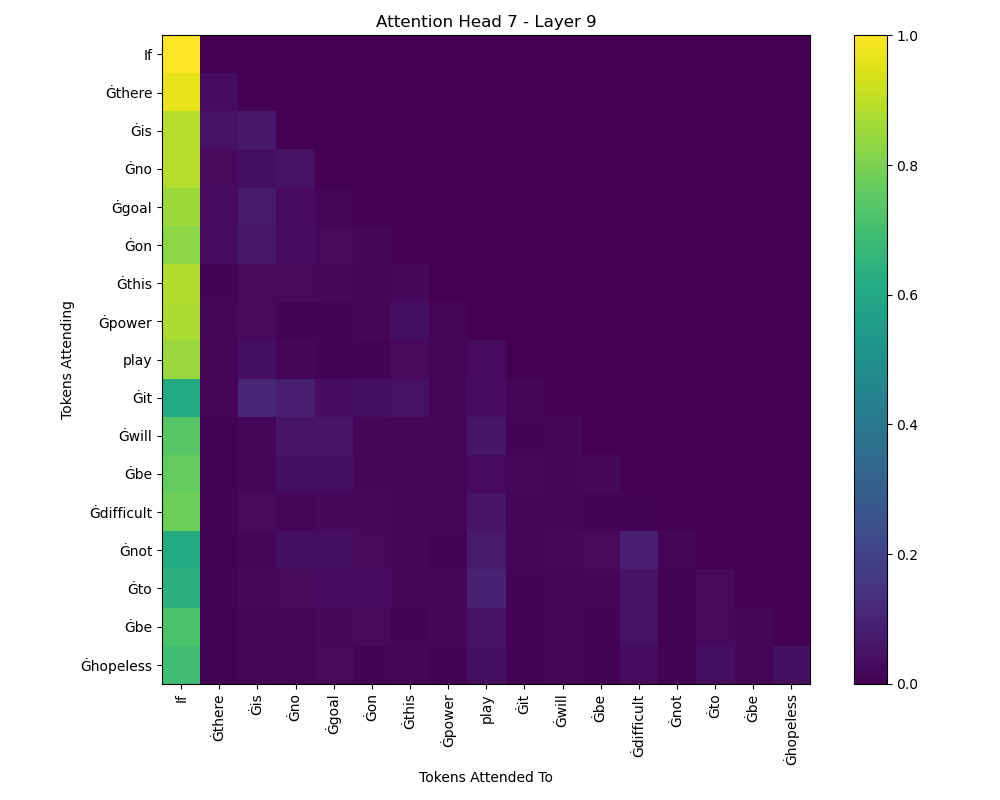 Attention Head 7 - Layer 9
Tokens Attending
If
Ġthere
Ġis
Ġno
Ġgoal
Ġon
Ġthis
Ġpower
play
Ġit
Ġwill
Ġbe
Ġdifficult
Ġnot
Ġto
Ġbe
Ġhopeless
If
Ġthere
Ġis
Ġno
Ġgoal
Ġon
Ġthis
Ġpower
play
Ġit
Ġwill
Ġbe
Ġdifficult
Ġnot
Ġto
Ġbe
Ġhopeless
Tokens Attended To
1.0
0.8
0.6
0.4
0.2
0.0